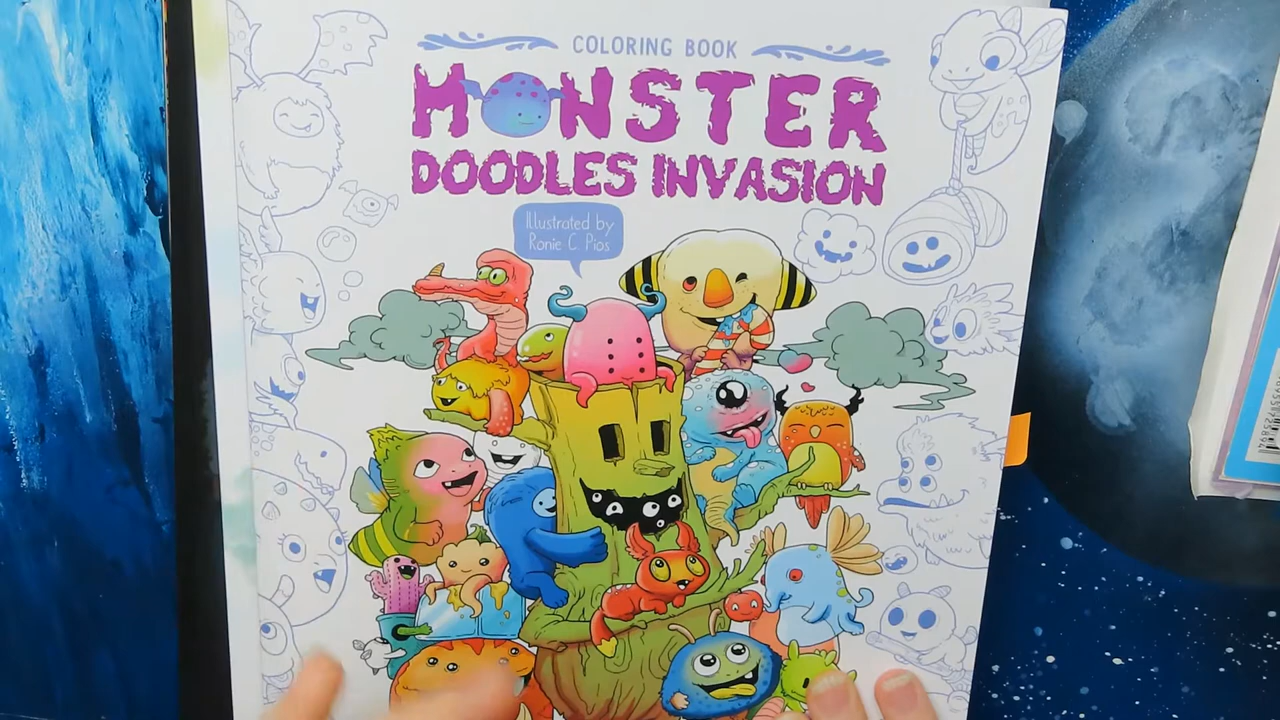 COLORING BOOK
MONSTER
DOODLES INVASION
Illustrated by
Ronie C. Pios